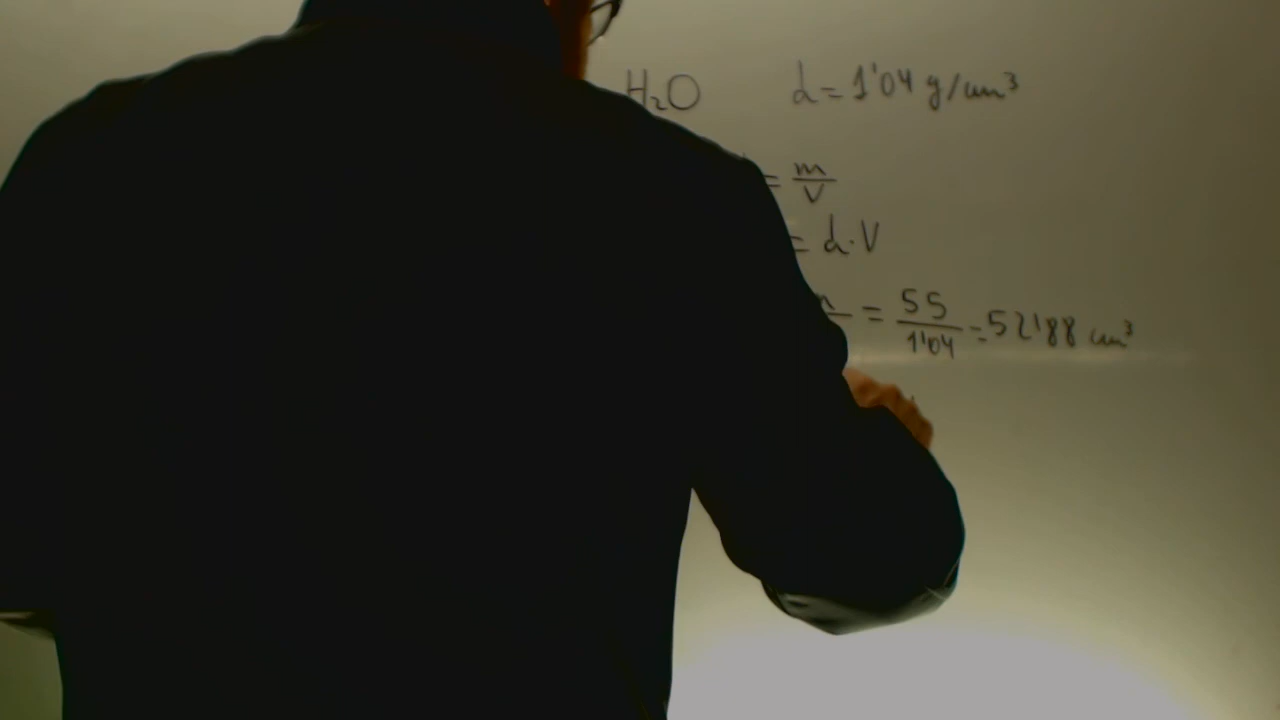 H₂O d = 1'04 g/cm³
= m/V
= d·V
= 55/1'04 = 52'88 cm³